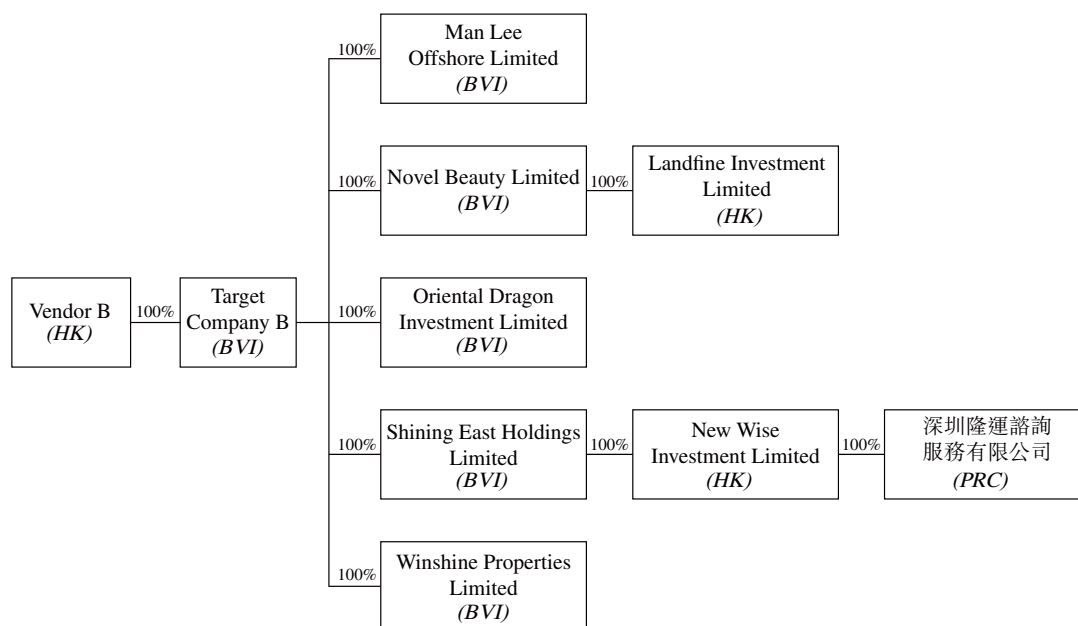 100%
Man Lee
Offshore Limited
(BVI)
100%
Novel Beauty Limited
(BVI)
100%
Landfine Investment
Limited
(HK)
Vendor B
(HK)
100%
Target
Company B
(BVI)
100%
Oriental Dragon
Investment Limited
(BVI)
100%
Shining East Holdings
Limited
(BVI)
100%
New Wise
Investment Limited
(HK)
100%
深圳隆運諮詢
服務有限公司
(PRC)
100%
Winshine Properties
Limited
(BVI)